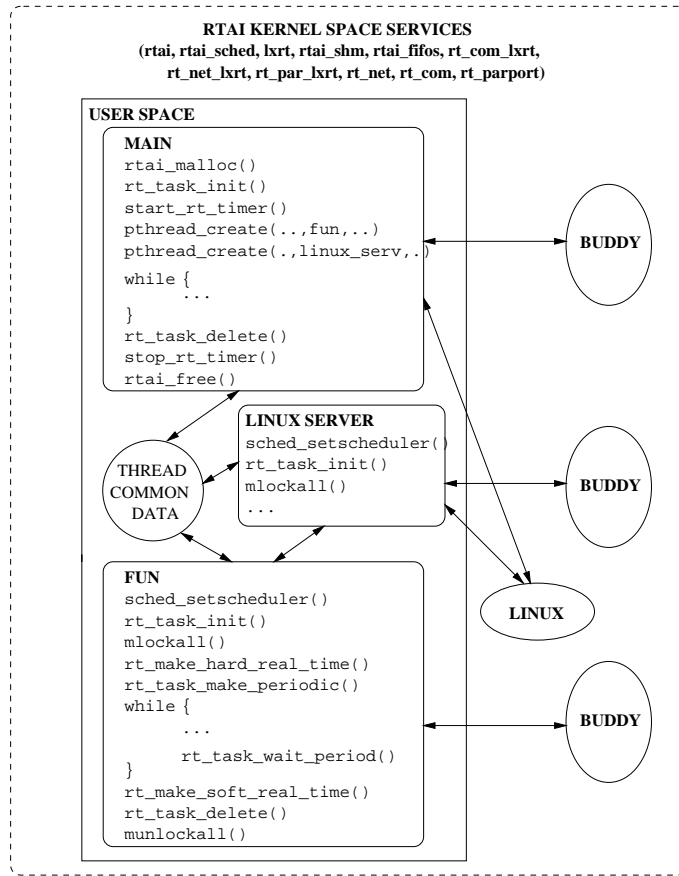 RTAI KERNEL SPACE SERVICES
(rtai, rtai_sched, lxrt, rtai_shm, rtai_fifos, rt_com_lxrt,
rt_net_lxrt, rt_par_lxrt, rt_net, rt_com, rt_parport)
USER SPACE
MAIN
rtai_malloc()
rt_task_init()
start_rt_timer()
pthread_create(..,fun,..)
pthread_create(.,linux_serv,.)
while {
...
}
rt_task_delete()
stop_rt_timer()
rtai_free()
BUDDY
LINUX SERVER
sched_setscheduler()
rt_task_init()
mlockall()
...
THREAD
COMMON
DATA
BUDDY
LINUX
FUN
sched_setscheduler()
rt_task_init()
mlockall()
rt_make_hard_real_time()
rt_task_make_periodic()
while {
...
rt_task_wait_period()
}
rt_make_soft_real_time()
rt_task_delete()
munlockall()
BUDDY